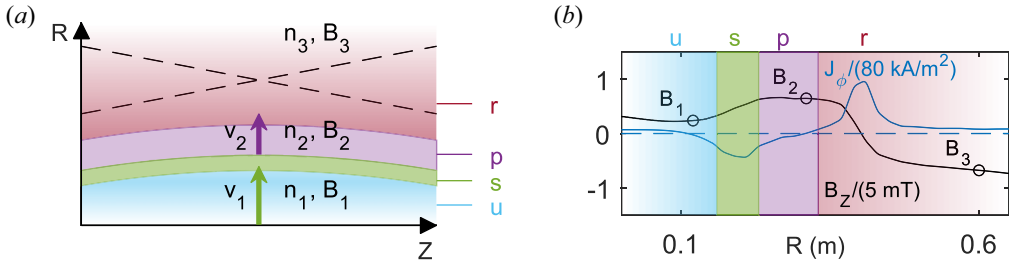 (a)
R
n3, B3
r
v2
n2, B2
p
s
v1
n1, B1
u
Z
(b)
u
s
p
r
1
0
-1
B1
B2
Jϕ/(80 kA/m²)
B3
BZ/(5 mT)
0.1
R (m)
0.6